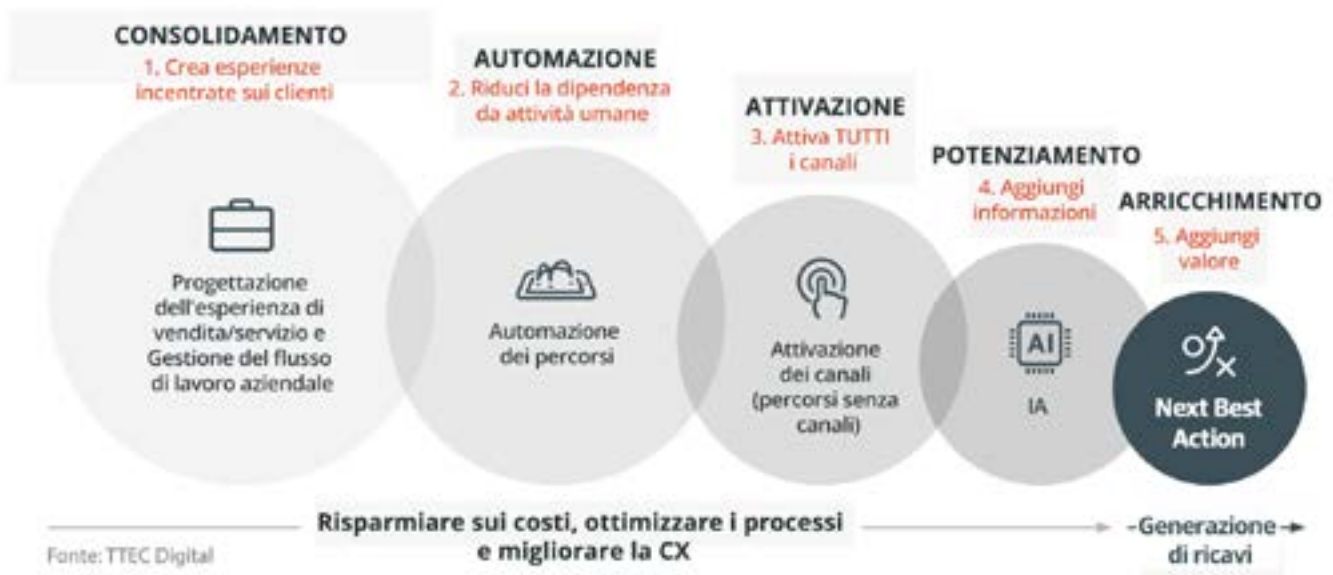 CONSOLIDAMENTO
1. Crea esperienze
incentrate sui clienti
Progettazione
dell'esperienza di
vendita/servizio e
Gestione del flusso
di lavoro aziendale
AUTOMAZIONE
2. Riduci la dipendenza
da attività umane
Automazione
dei percorsi
ATTIVAZIONE
3. Attiva TUTTI
i canali
Attivazione
dei canali
(percorsi senza
canali)
POTENZIAMENTO
4. Aggiungi
informazioni
AI
IA
ARRICCHIMENTO
5. Aggiungi
valore
Next Best
Action
Risparmiare sui costi, ottimizzare i processi
e migliorare la CX
Generazione
di ricavi
Fonte: TTEC Digital